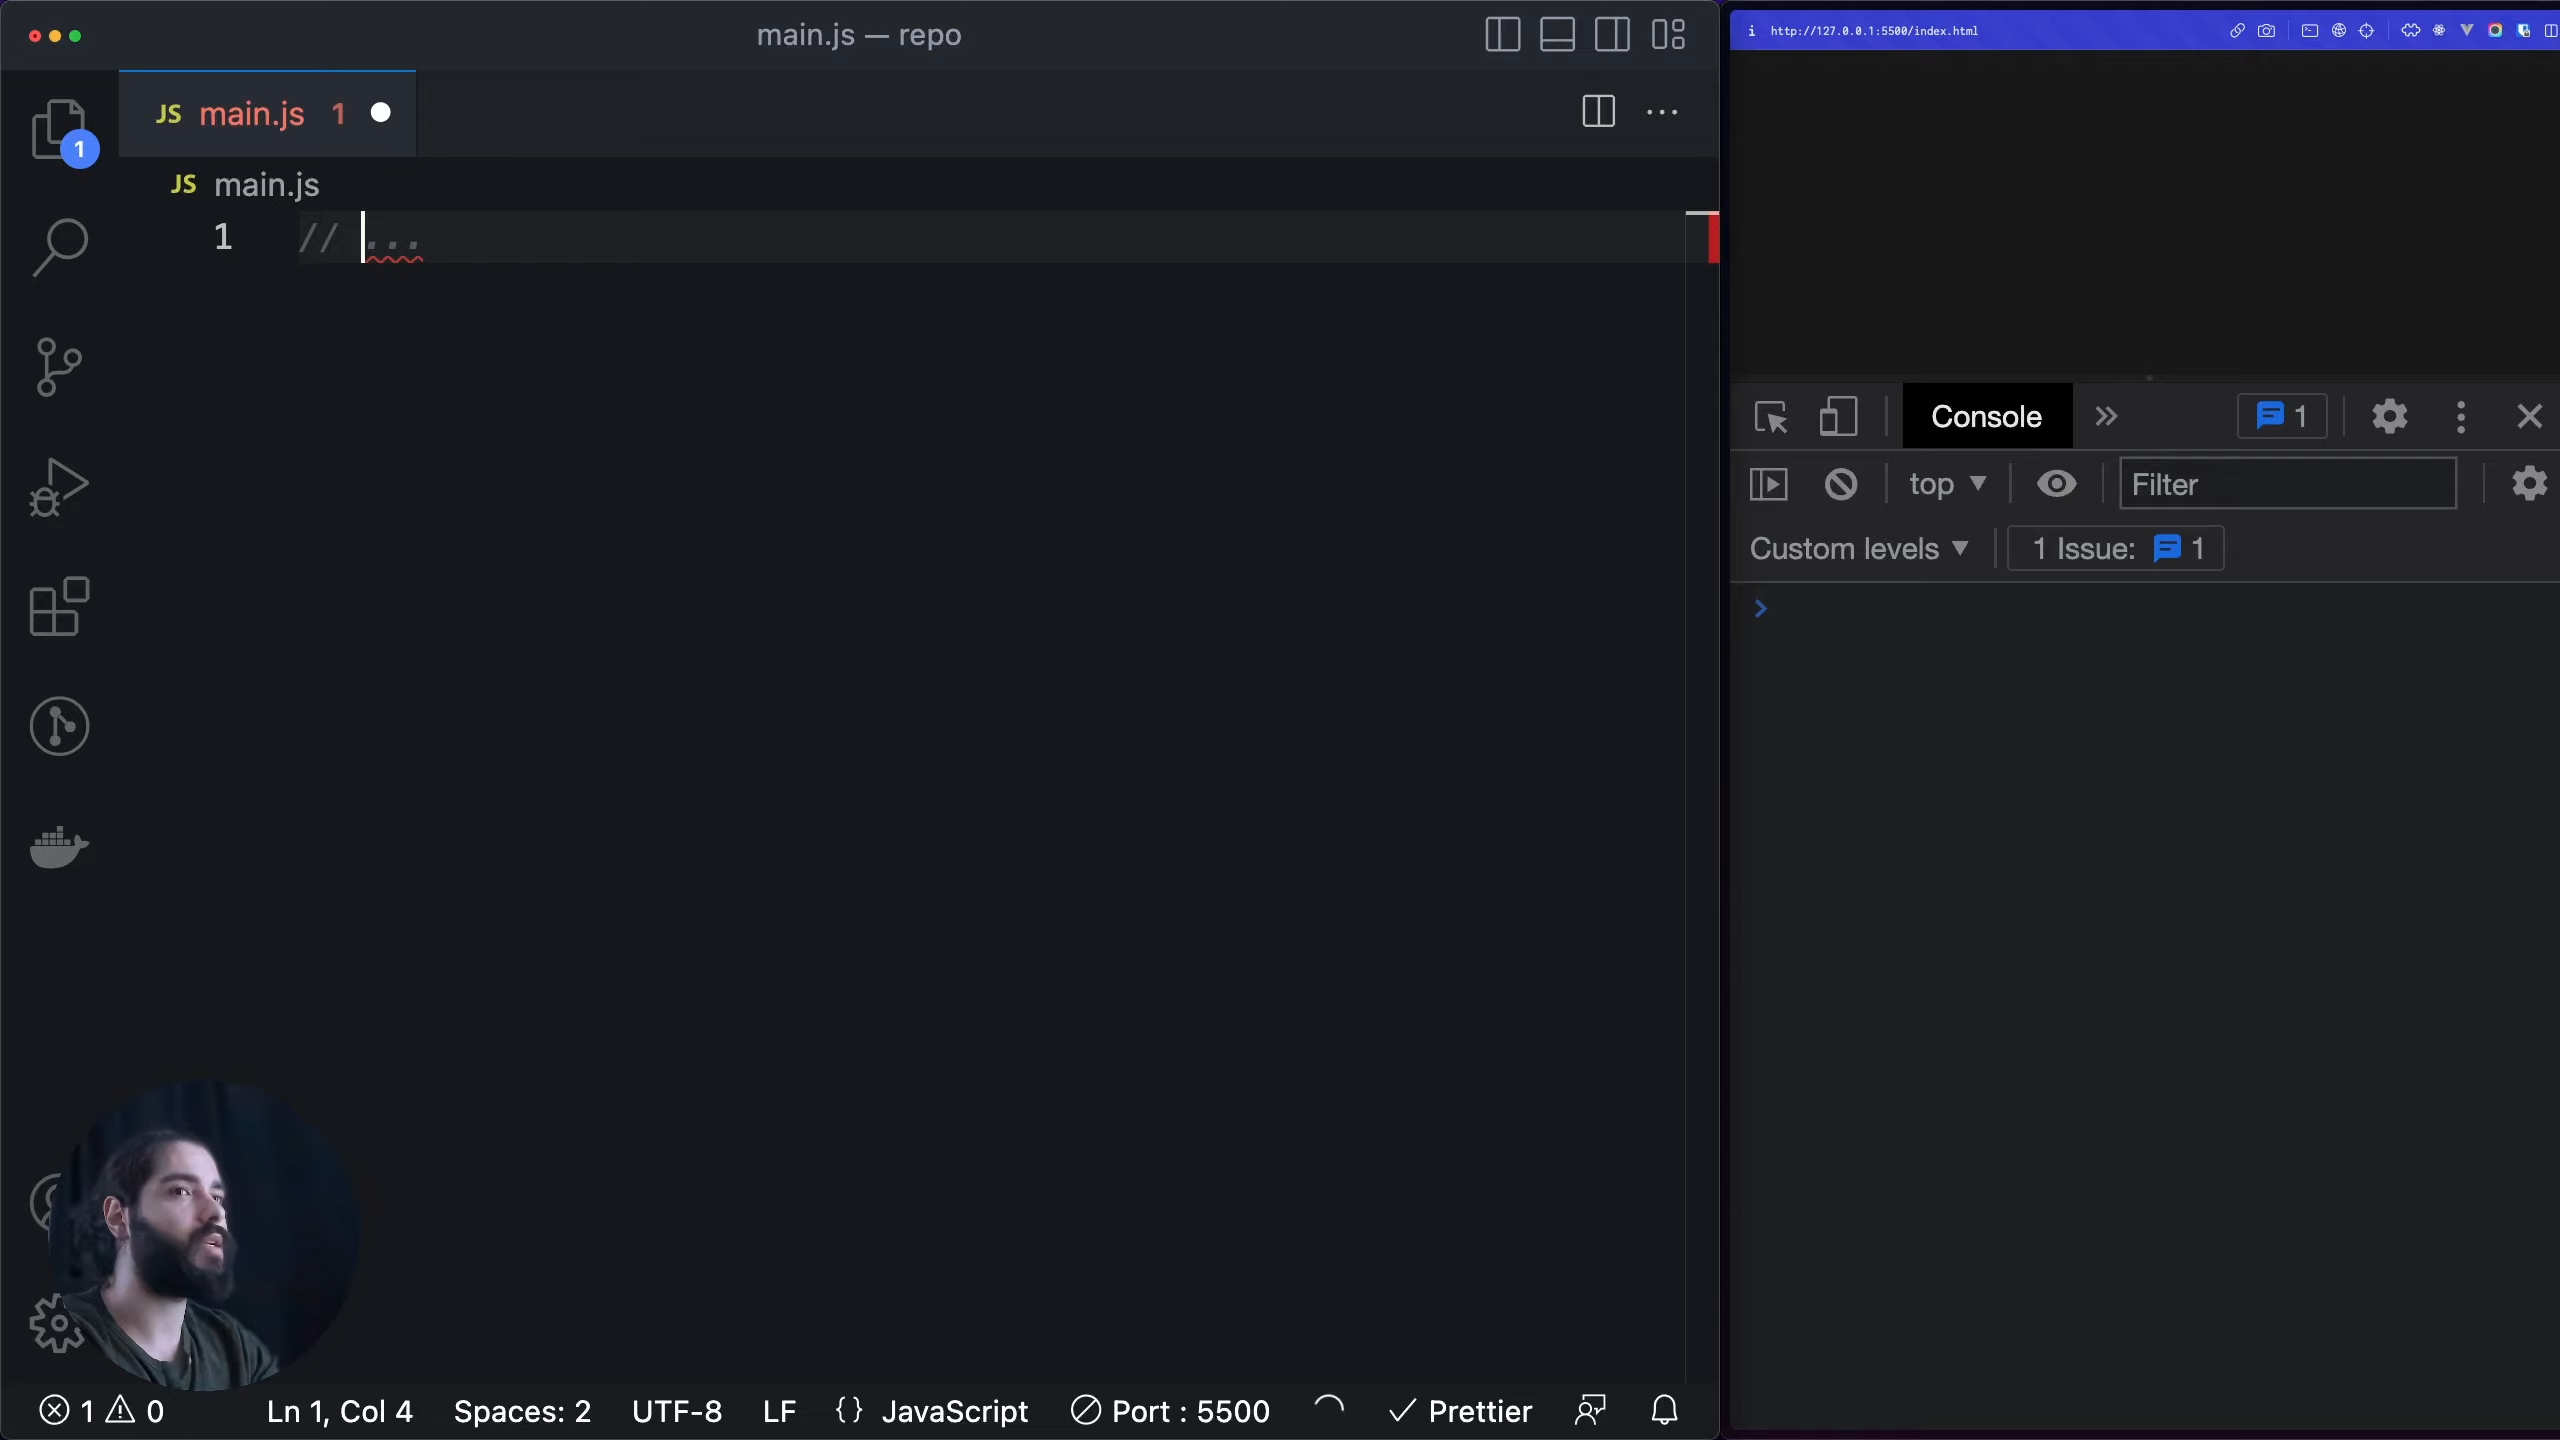 main.js — repo
JS main.js 1
1
JS main.js
1 // ...
Ln 1, Col 4 Spaces: 2 UTF-8 LF {} JavaScript Port : 5500 Prettier
1 0
http://127.0.0.1:5500/index.html
Console 1
top Filter
Custom levels 1 Issue: 1